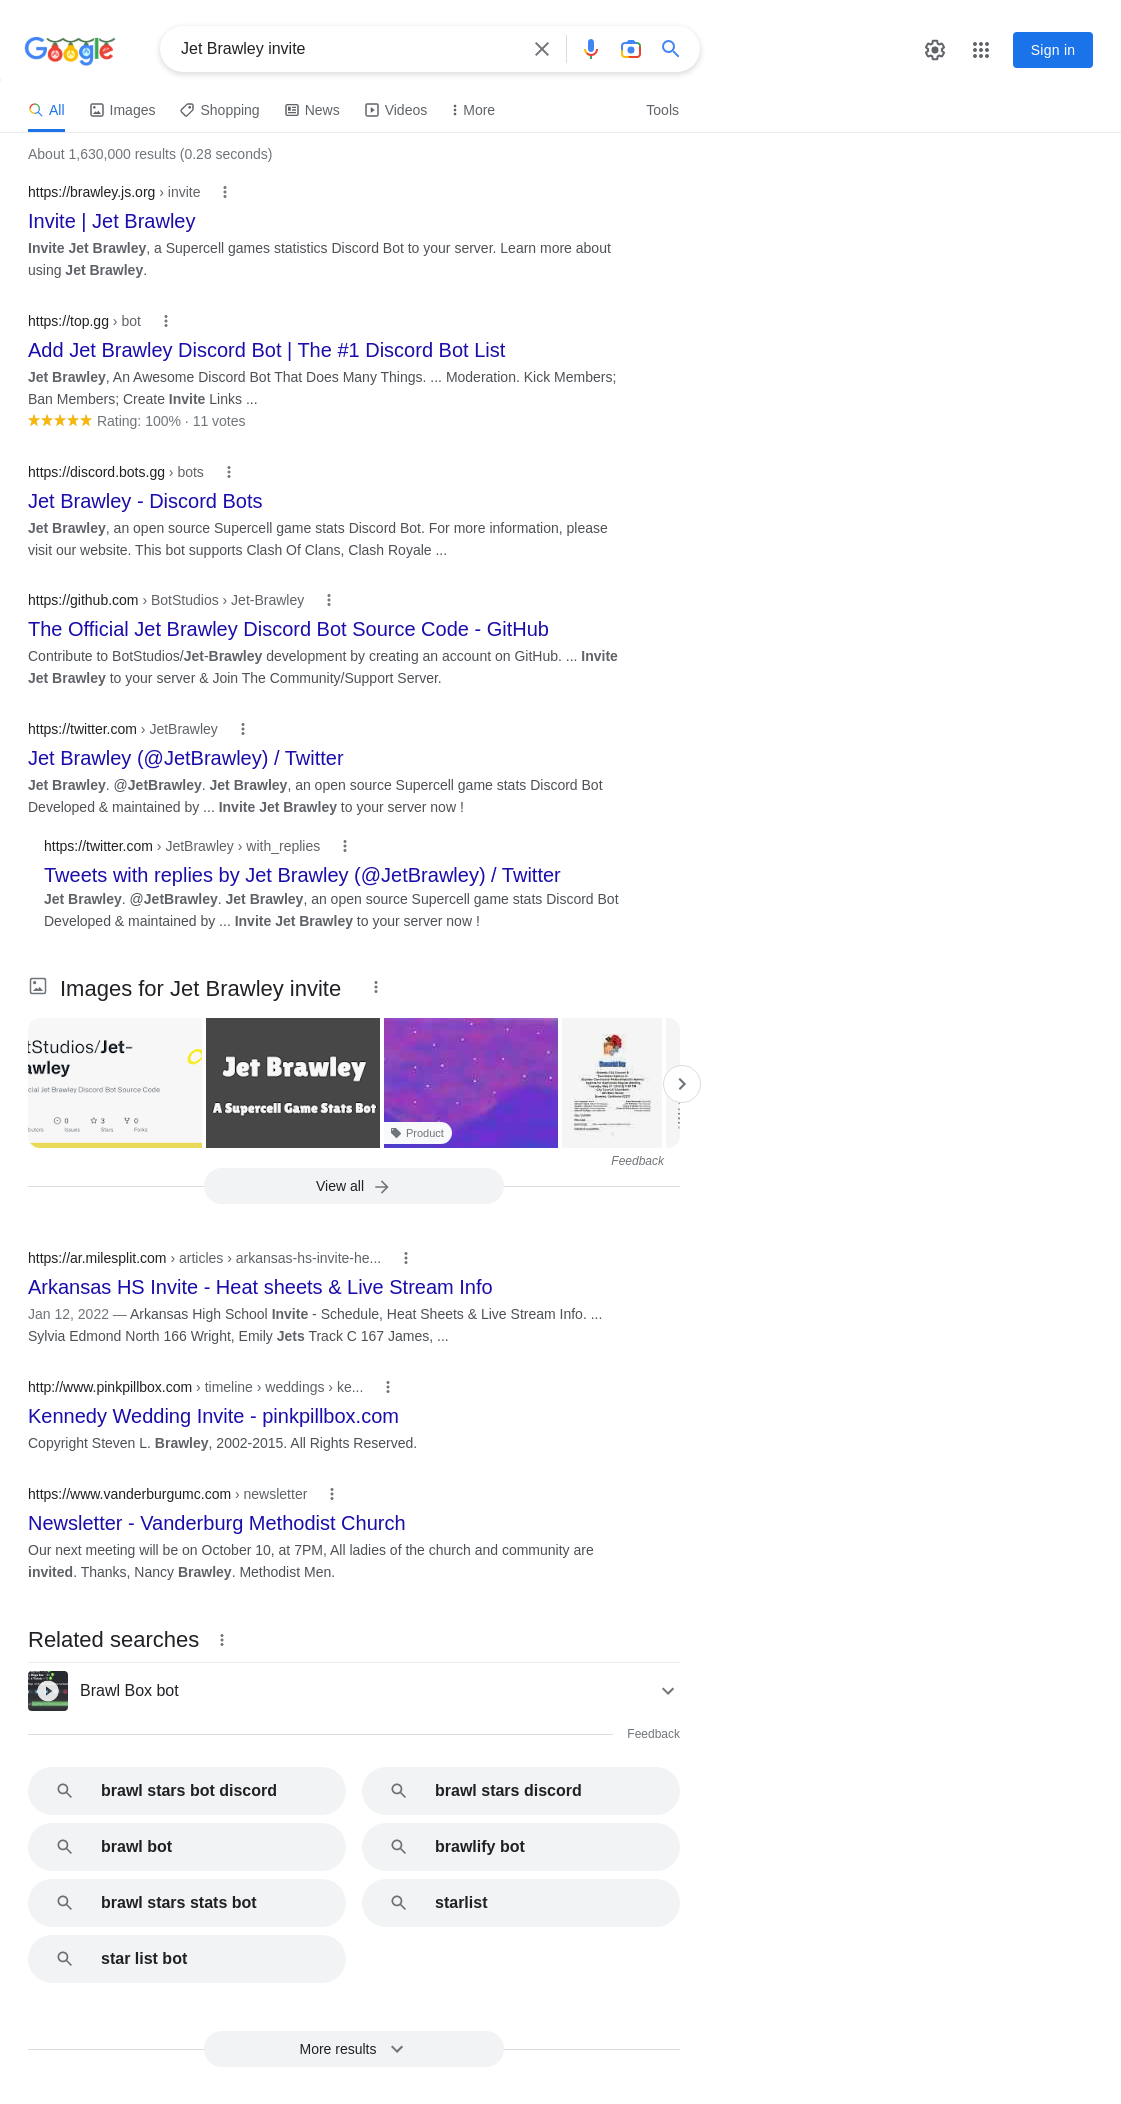 Google
Jet Brawley invite
Sign in
All Images Shopping News Videos More Tools
About 1,630,000 results (0.28 seconds)
https://brawley.js.org › invite
Invite | Jet Brawley
Invite Jet Brawley, a Supercell games statistics Discord Bot to your server. Learn more about
using Jet Brawley.
https://top.gg › bot
Add Jet Brawley Discord Bot | The #1 Discord Bot List
Jet Brawley, An Awesome Discord Bot That Does Many Things. ... Moderation. Kick Members;
Ban Members; Create Invite Links ...
Rating: 100% · 11 votes
https://discord.bots.gg › bots
Jet Brawley - Discord Bots
Jet Brawley, an open source Supercell game stats Discord Bot. For more information, please
visit our website. This bot supports Clash Of Clans, Clash Royale ...
https://github.com › BotStudios › Jet-Brawley
The Official Jet Brawley Discord Bot Source Code - GitHub
Contribute to BotStudios/Jet-Brawley development by creating an account on GitHub. ... Invite
Jet Brawley to your server & Join The Community/Support Server.
https://twitter.com › JetBrawley
Jet Brawley (@JetBrawley) / Twitter
Jet Brawley. @JetBrawley. Jet Brawley, an open source Supercell game stats Discord Bot
Developed & maintained by ... Invite Jet Brawley to your server now !
https://twitter.com › JetBrawley › with_replies
Tweets with replies by Jet Brawley (@JetBrawley) / Twitter
Jet Brawley. @JetBrawley. Jet Brawley, an open source Supercell game stats Discord Bot
Developed & maintained by ... Invite Jet Brawley to your server now !
Images for Jet Brawley invite
tStudios/Jet-
awley
cial Jet Brawley Discord Bot Source Code
0 3 0
Issues Stars Forks
Jet Brawley
A Supercell Game Stats Bot
Product
Feedback
View all
https://ar.milesplit.com › articles › arkansas-hs-invite-he...
Arkansas HS Invite - Heat sheets & Live Stream Info
Jan 12, 2022 — Arkansas High School Invite - Schedule, Heat Sheets & Live Stream Info. ...
Sylvia Edmond North 166 Wright, Emily Jets Track C 167 James, ...
http://www.pinkpillbox.com › timeline › weddings › ke...
Kennedy Wedding Invite - pinkpillbox.com
Copyright Steven L. Brawley, 2002-2015. All Rights Reserved.
https://www.vanderburgumc.com › newsletter
Newsletter - Vanderburg Methodist Church
Our next meeting will be on October 10, at 7PM, All ladies of the church and community are
invited. Thanks, Nancy Brawley. Methodist Men.
Related searches
Brawl Box bot
Feedback
brawl stars bot discord
brawl stars discord
brawl bot
brawlify bot
brawl stars stats bot
starlist
star list bot
More results